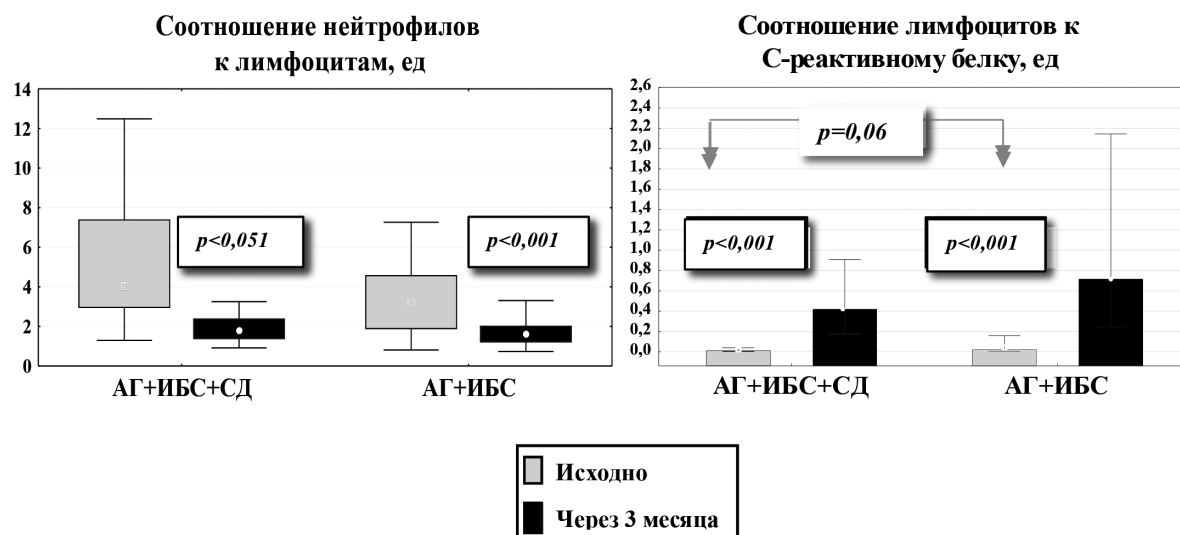 Соотношение нейтрофилов
к лимфоцитам, ед
14
12
10
8
6
4
2
0
p<0,051
p<0,001
АГ+ИБС+СД
АГ+ИБС
Соотношение лимфоцитов к
С-реактивному белку, ед
2,6
2,4
2,2
2,0
1,8
1,6
1,4
1,2
1,0
0,8
0,6
0,4
0,2
0,0
p=0,06
p<0,001
p<0,001
АГ+ИБС+СД
АГ+ИБС
Исходно
Через 3 месяца